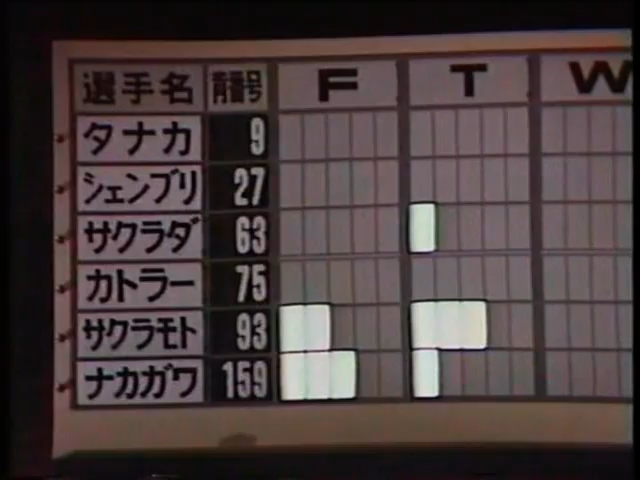 選手名 背番号 F T W
タナカ 9
シェンブリ 27
サクラダ 63
カトラー 75
サクラモト 93
ナカガワ 159